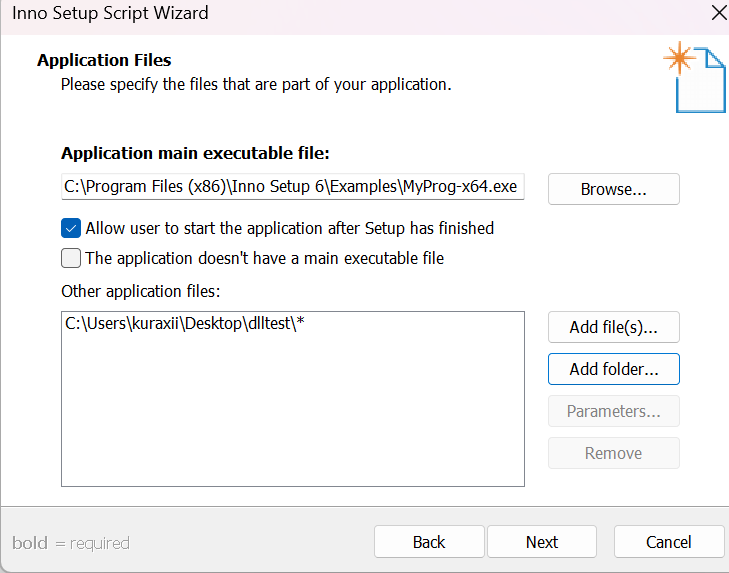 Inno Setup Script Wizard
Application Files
Please specify the files that are part of your application.
Application main executable file:
C:\Program Files (x86)\Inno Setup 6\Examples\MyProg-x64.exe
Browse...
Allow user to start the application after Setup has finished
The application doesn't have a main executable file
Other application files:
C:\Users\kuraxii\Desktop\dlltest\*
Add file(s)...
Add folder...
Parameters...
Remove
bold = required
Back
Next
Cancel